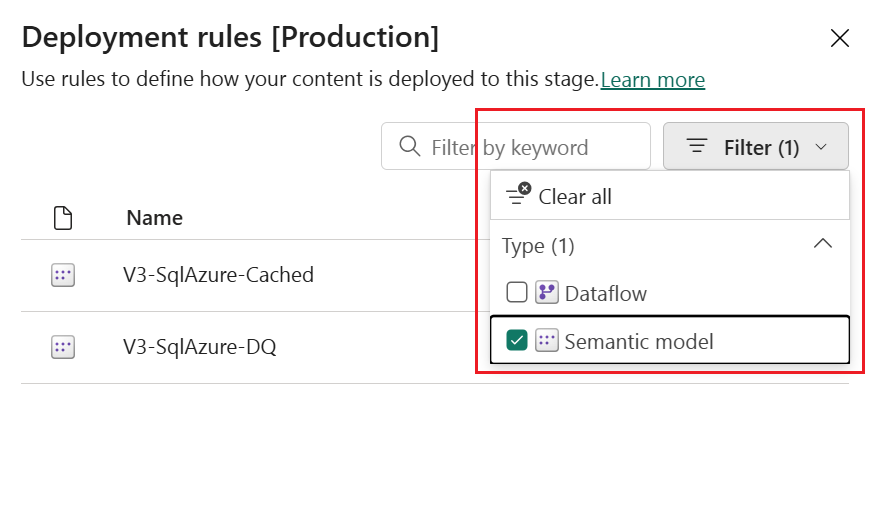 Deployment rules [Production]
Use rules to define how your content is deployed to this stage.Learn more
Filter by keyword
Filter (1)
Clear all
Name
Type (1)
V3-SqlAzure-Cached
Dataflow
V3-SqlAzure-DQ
Semantic model